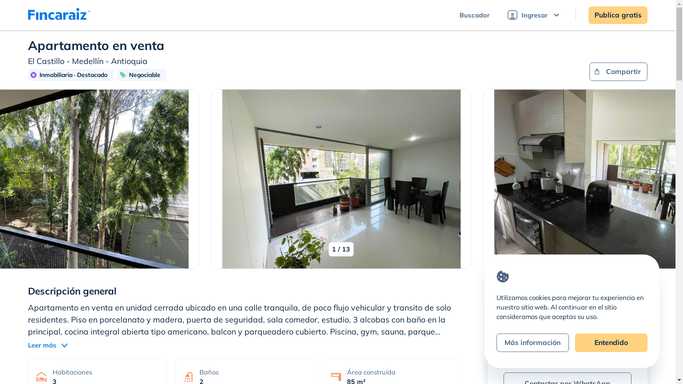 Fincaraiz
Buscador
Ingresar
Publica gratis
Apartamento en venta
El Castillo - Medellín - Antioquia
Inmobiliaria · Destacado
Negociable
Compartir
1 / 13
Descripción general
Apartamento en venta en unidad cerrada ubicado en una calle tranquila, de poco flujo vehicular y transito de solo
residentes. Piso en porcelanato y madera, puerta de seguridad, sala comedor, estudio, 3 alcobas con baño en la
principal, cocina integral abierta tipo americano, balcon y parqueadero cubierto. Piscina, gym, sauna, parque...
Leer más
Habitaciones
3
Baños
2
Área construida
85 m²
Utilizamos cookies para mejorar tu experiencia en
nuestro sitio web. Al continuar en el sitio
consideramos que aceptas su uso.
Más información
Entendido
Contactar por WhatsApp